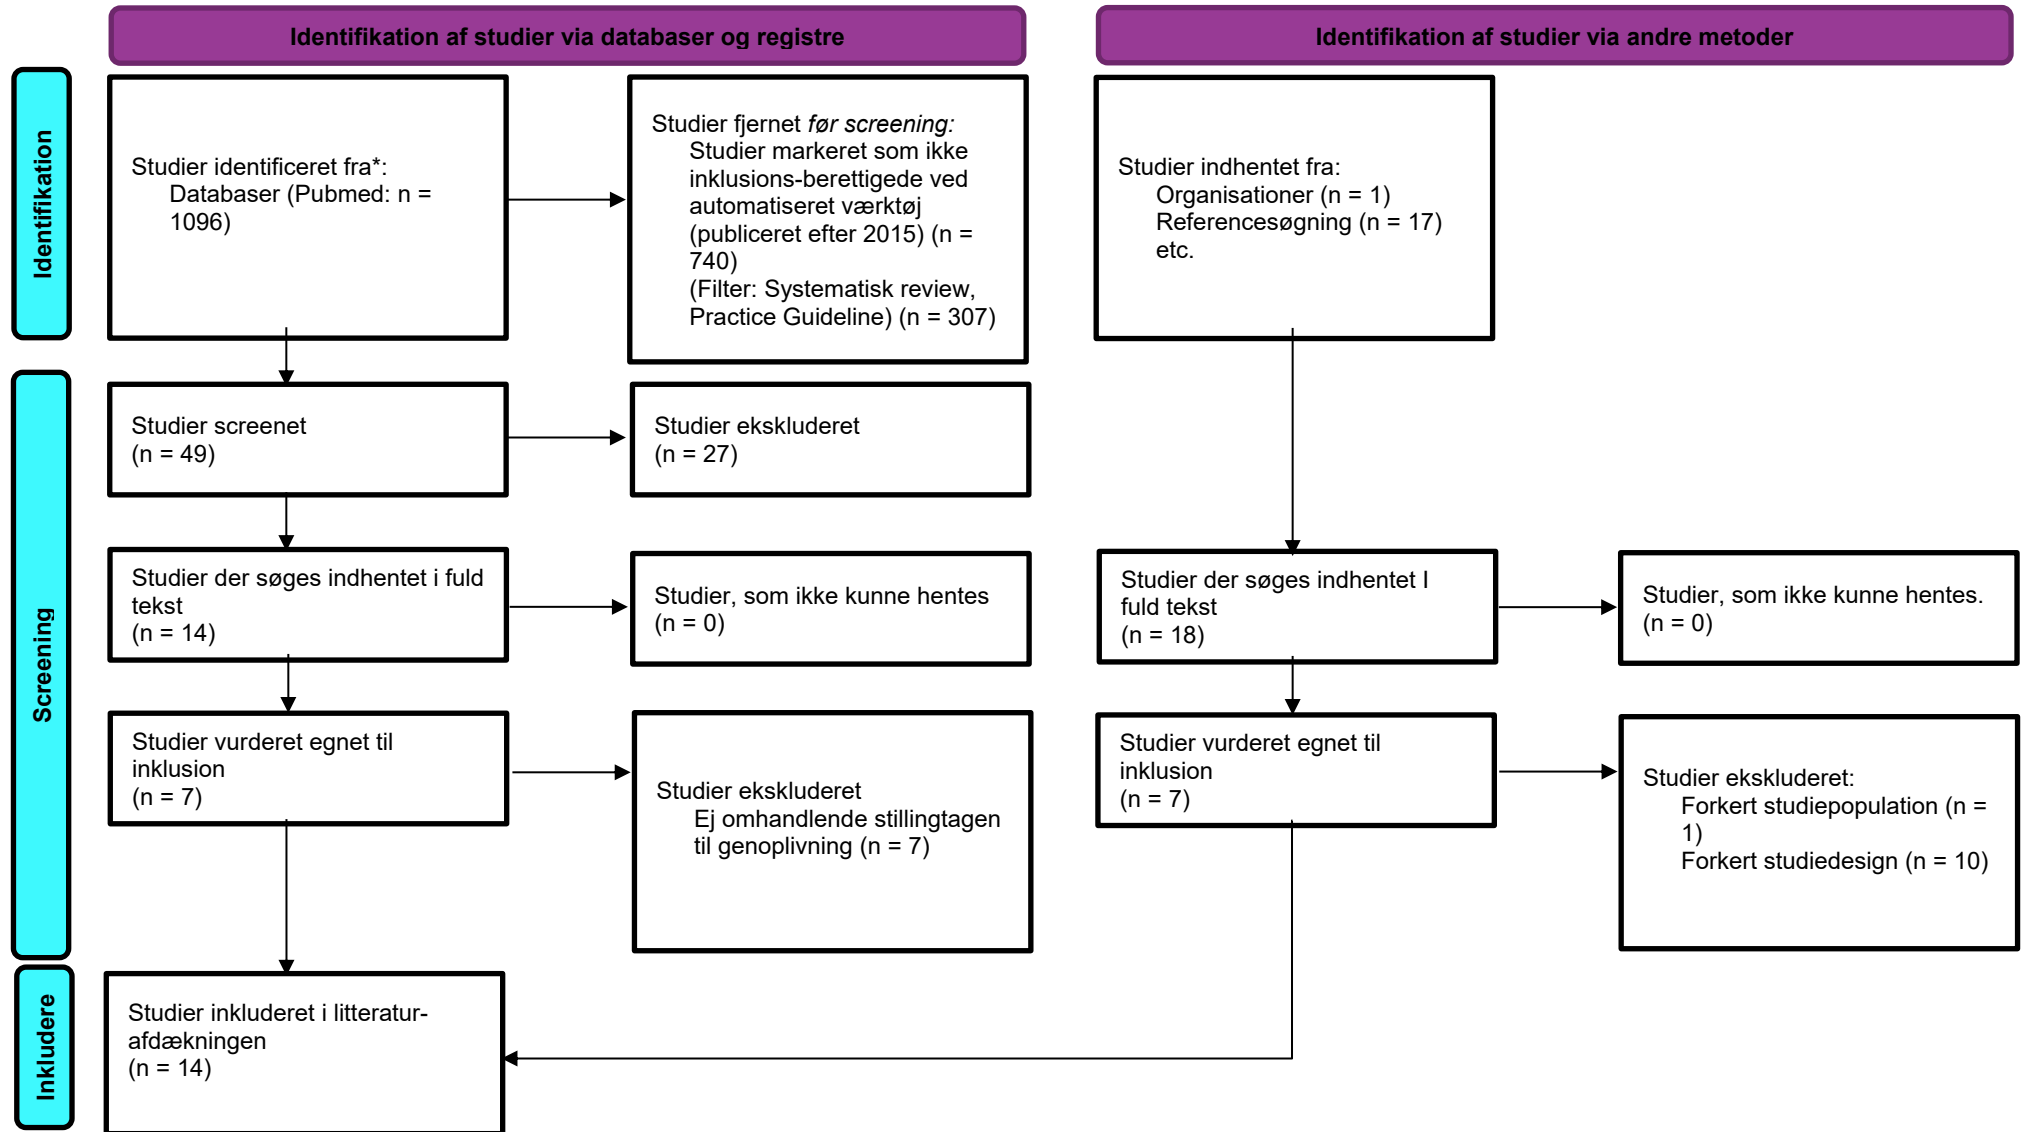 Identifikation af studier via databaser og registre
Identifikation af studier via andre metoder
Identifikation
Studier identificeret fra*:
Databaser (Pubmed: n =
1096)
Studier fjernet før screening:
Studier markeret som ikke
inklusions-berettigede ved
automatiseret værktøj
(publiceret efter 2015) (n =
740)
(Filter: Systematisk review,
Practice Guideline) (n = 307)
Studier indhentet fra:
Organisationer (n = 1)
Referencesøgning (n = 17)
etc.
Screening
Studier screenet
(n = 49)
Studier ekskluderet
(n = 27)
Studier der søges indhentet i fuld
tekst
(n = 14)
Studier, som ikke kunne hentes
(n = 0)
Studier der søges indhentet I
fuld tekst
(n = 18)
Studier, som ikke kunne hentes.
(n = 0)
Studier vurderet egnet til
inklusion
(n = 7)
Studier ekskluderet
Ej omhandlende stillingtagen
til genoplivning (n = 7)
Studier vurderet egnet til
inklusion
(n = 7)
Studier ekskluderet:
Forkert studiepopulation (n =
1)
Forkert studiedesign (n = 10)
Inkludere
Studier inkluderet i litteratur-
afdækningen
(n = 14)